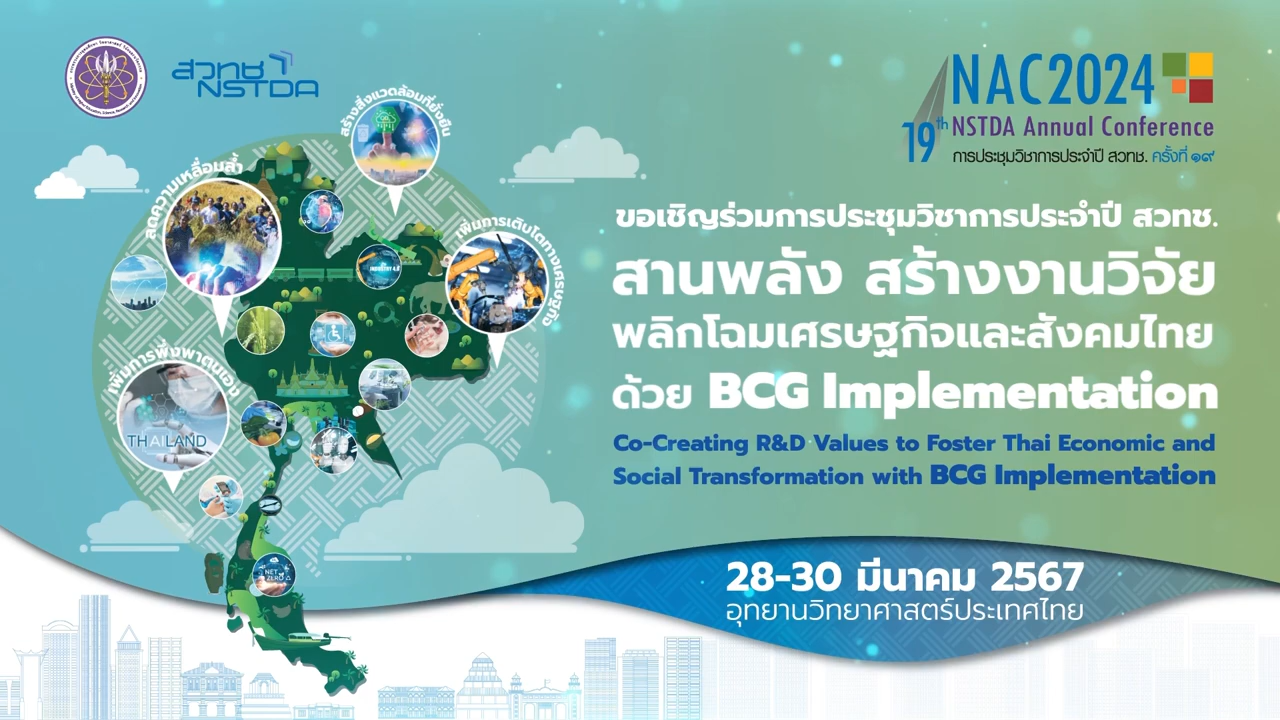 สวทช
NSTDA
NAC2024
19th NSTDA Annual Conference
การประชุมวิชาการประจำปี สวทช. ครั้งที่ ๑๙
ขอเชิญร่วมการประชุมวิชาการประจำปี สวทช.
สานพลัง สร้างงานวิจัย
พลิกโฉมเศรษฐกิจและสังคมไทย
ด้วย BCG Implementation
Co-Creating R&D Values to Foster Thai Economic and
Social Transformation with BCG Implementation
28-30 มีนาคม 2567
อุทยานวิทยาศาสตร์ประเทศไทย
สร้างสิ่งแวดล้อมที่ยั่งยืน
ลดความเหลื่อมล้ำ
เพิ่มการเติบโตทางเศรษฐกิจ
INDUSTRY 4.0
เพิ่มการพึ่งพาตนเอง
THAILAND
NET
ZERO